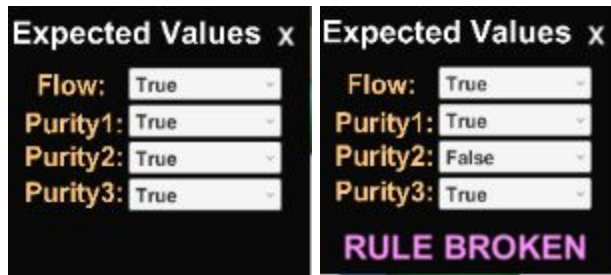 Expected Values x
Flow: True
Purity1: True
Purity2: True
Purity3: True
Expected Values x
Flow: True
Purity1: True
Purity2: False
Purity3: True
RULE BROKEN